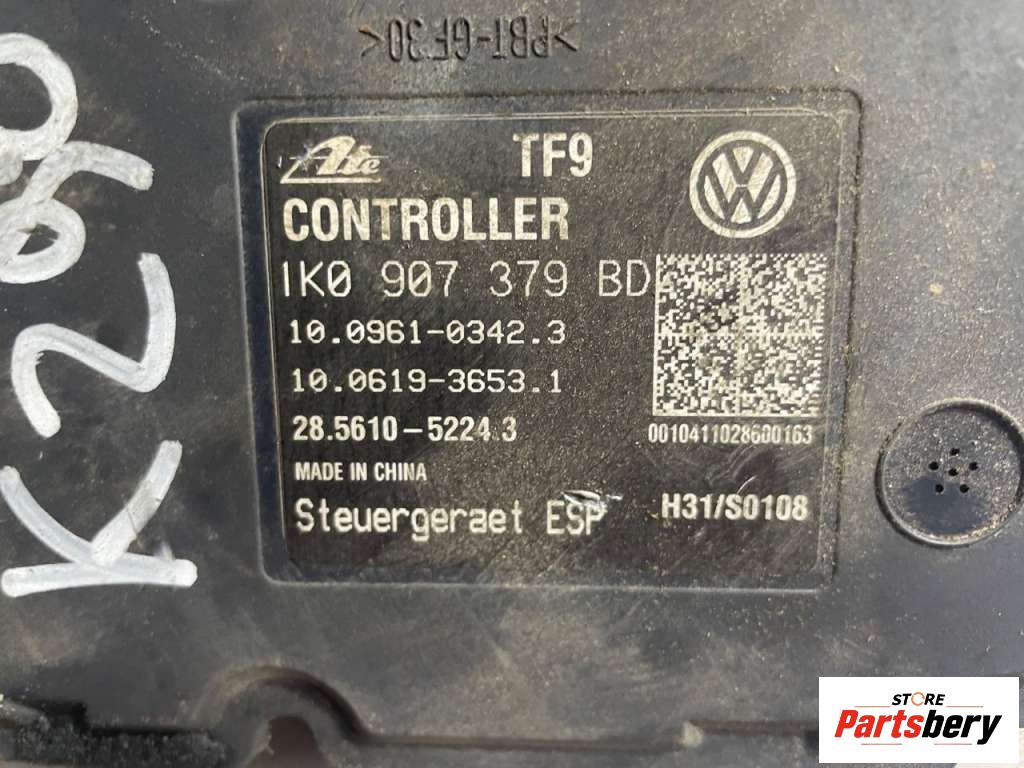 >PBT-GF30<
Ate
TF9
CONTROLLER
1K0 907 379 BD
10.0961-0342.3
10.0619-3653.1
28.5610-5224.3
0010411028600163
MADE IN CHINA
Steuergeraet ESP
H31/S0108
STORE
Partsbery